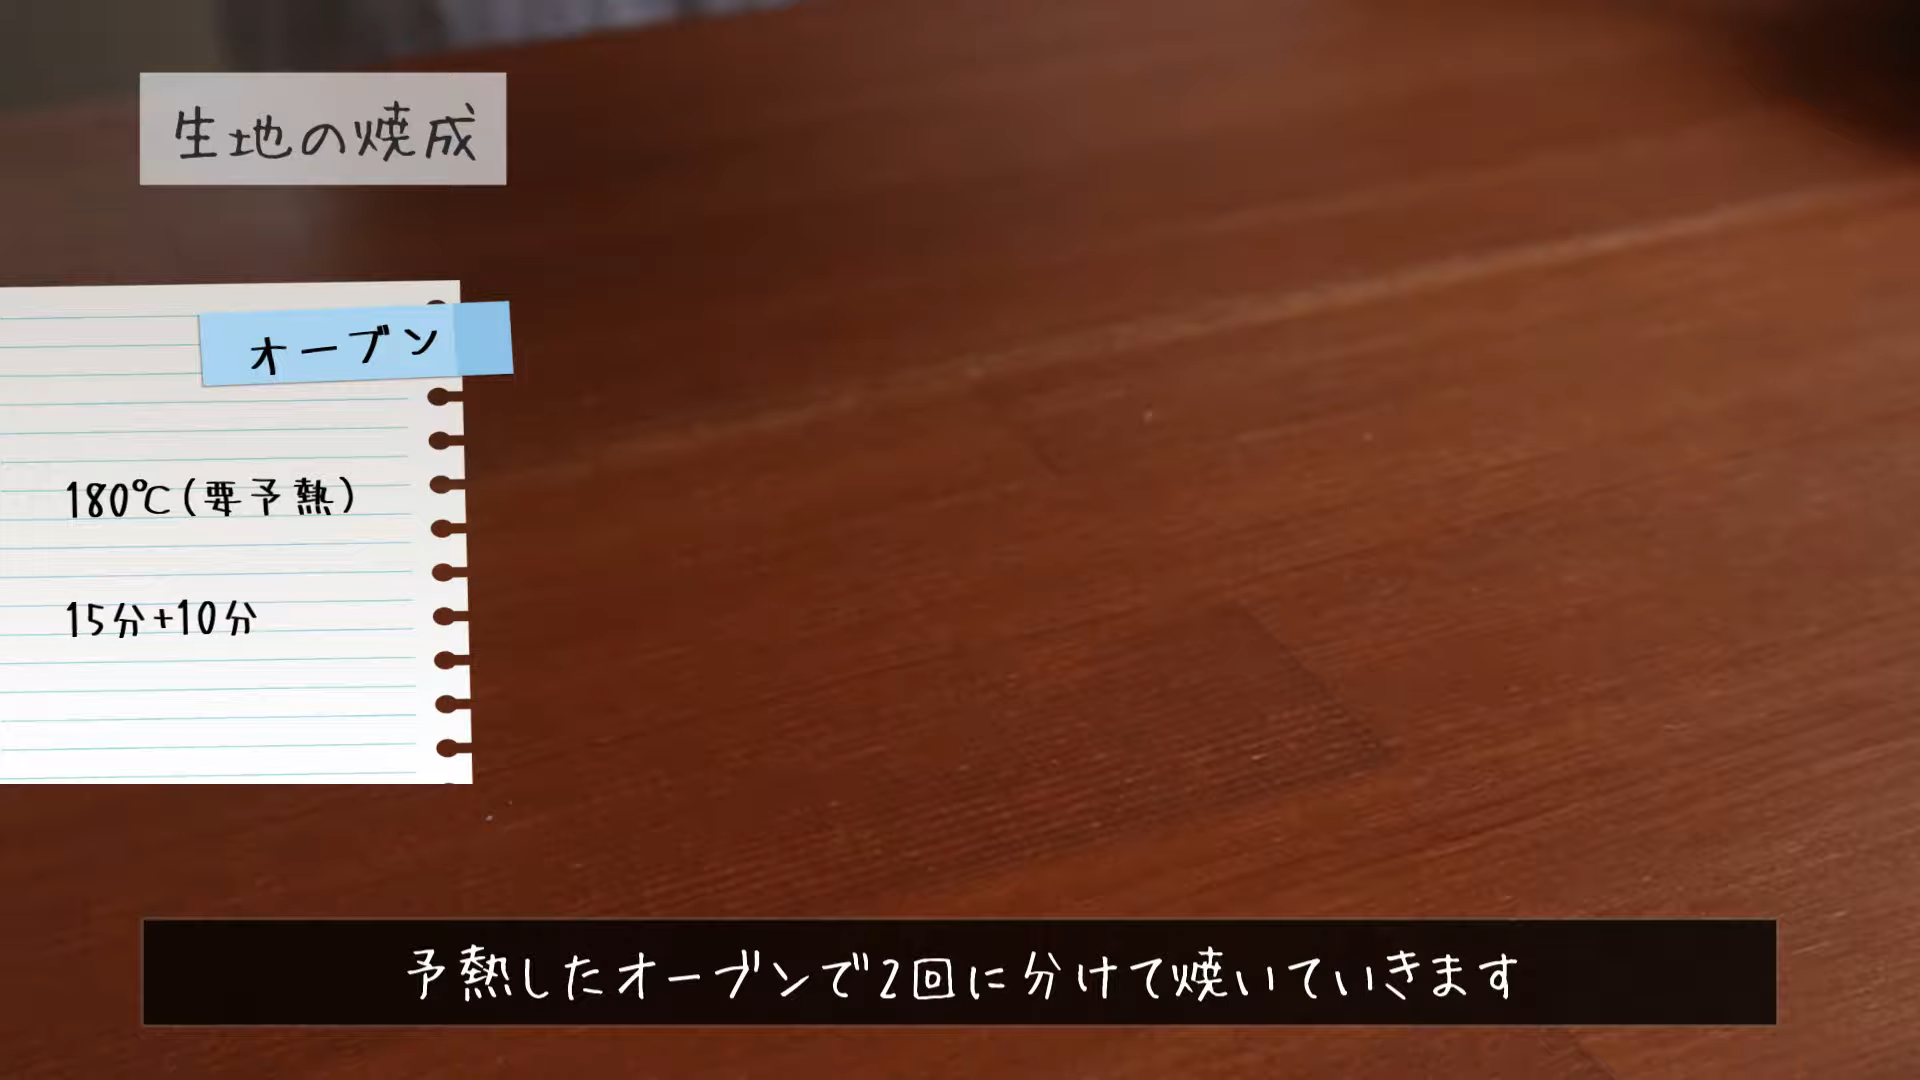 生地の焼成
オーブン
180℃(要予熱)
15分+10分
予熱したオーブンで2回に分けて焼いていきます